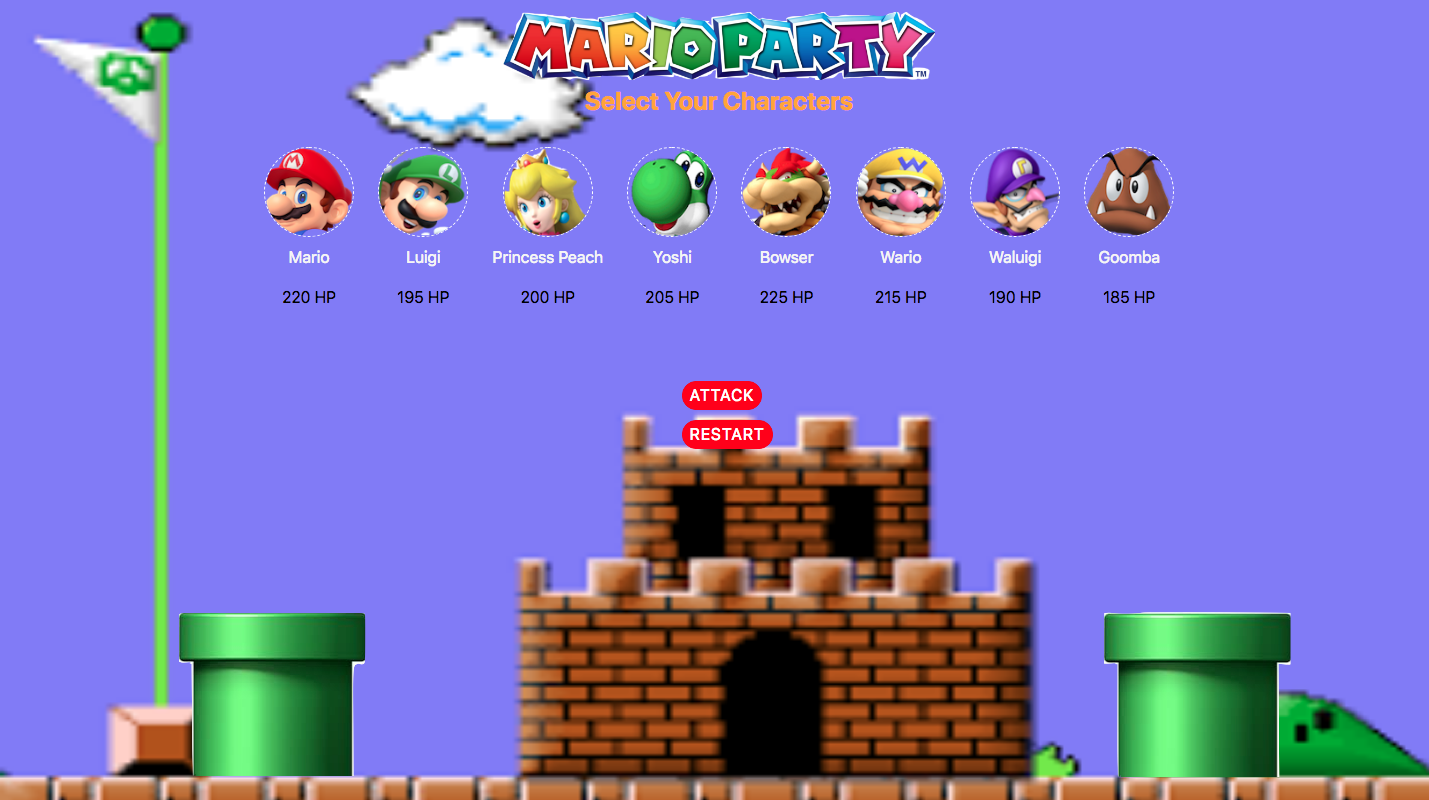 MARIO PARTY TM
Select Your Characters
M L W Γ
Mario Luigi Princess Peach Yoshi Bowser Wario Waluigi Goomba
220 HP 195 HP 200 HP 205 HP 225 HP 215 HP 190 HP 185 HP
ATTACK
RESTART